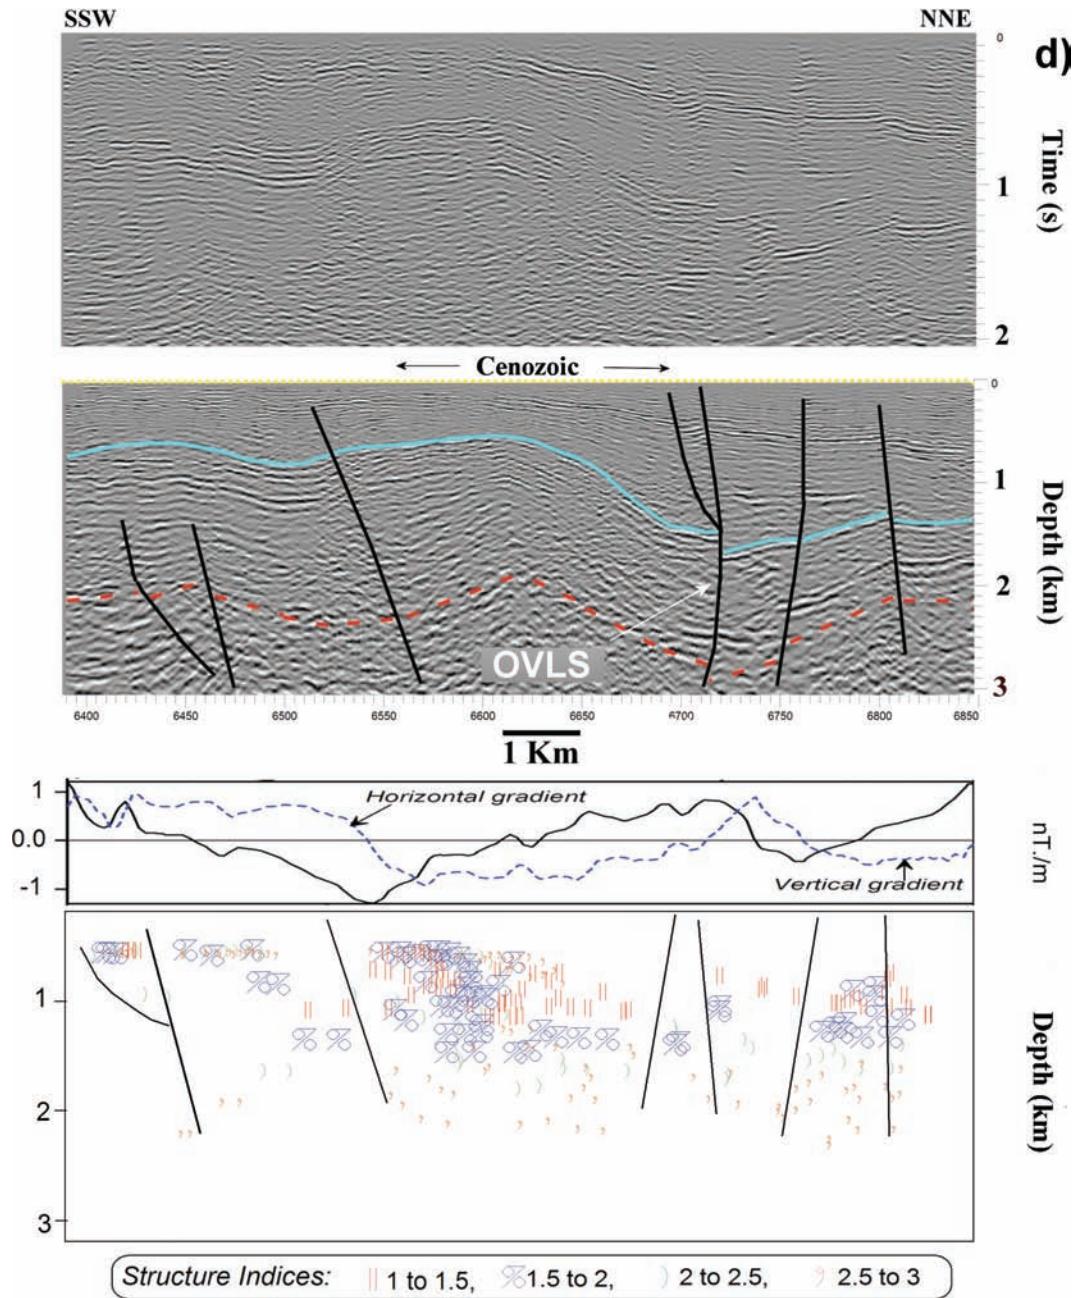 SSW NNE
d)
0
1
2
Time (s)
Cenozoic
0
1
2
3
Depth (km)
OVLS
6400 6450 6500 6550 6600 6650 4700 6750 6800 6850
1 Km
1
0.0
-1
Horizontal gradient
Vertical gradient
nT./m
1
2
3
Depth (km)
Structure Indices: 1 to 1.5, 1.5 to 2, 2 to 2.5, 2.5 to 3